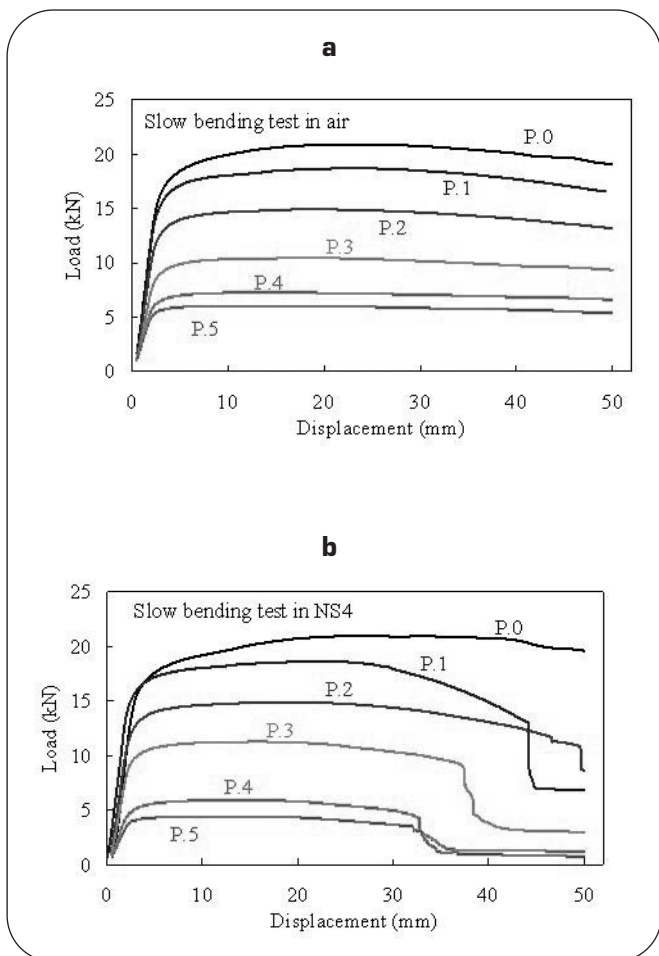 a
25
20
15
10
5
0
Load (kN)
Slow bending test in air
P.0
P.1
P.2
P.3
P.4
P.5
0 10 20 30 40 50
Displacement (mm)
b
25
20
15
10
5
0
Load (kN)
Slow bending test in NS4
P.0
P.1
P.2
P.3
P.4
P.5
0 10 20 30 40 50
Displacement (mm)